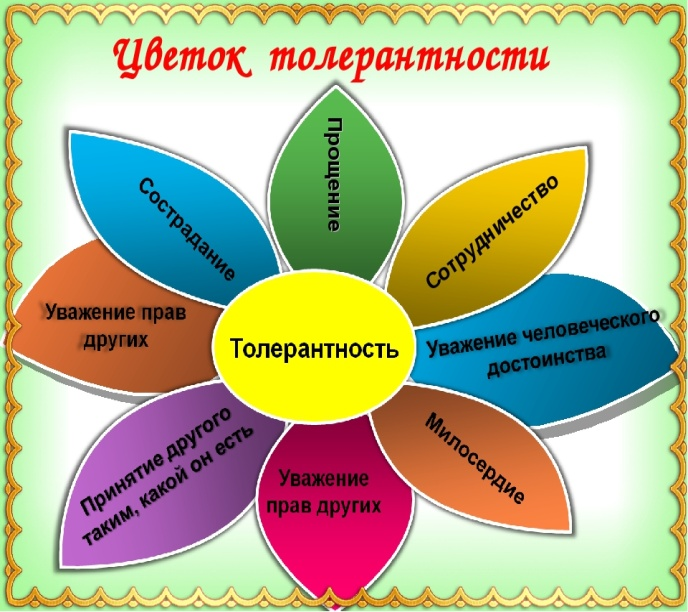 Цветок толерантности
Прощение
Сотрудничество
Уважение человеческого
достоинства
Милосердие
Уважение
прав других
Принятие другого
таким, какой он есть
Уважение прав
других
Сострадание
Толерантность